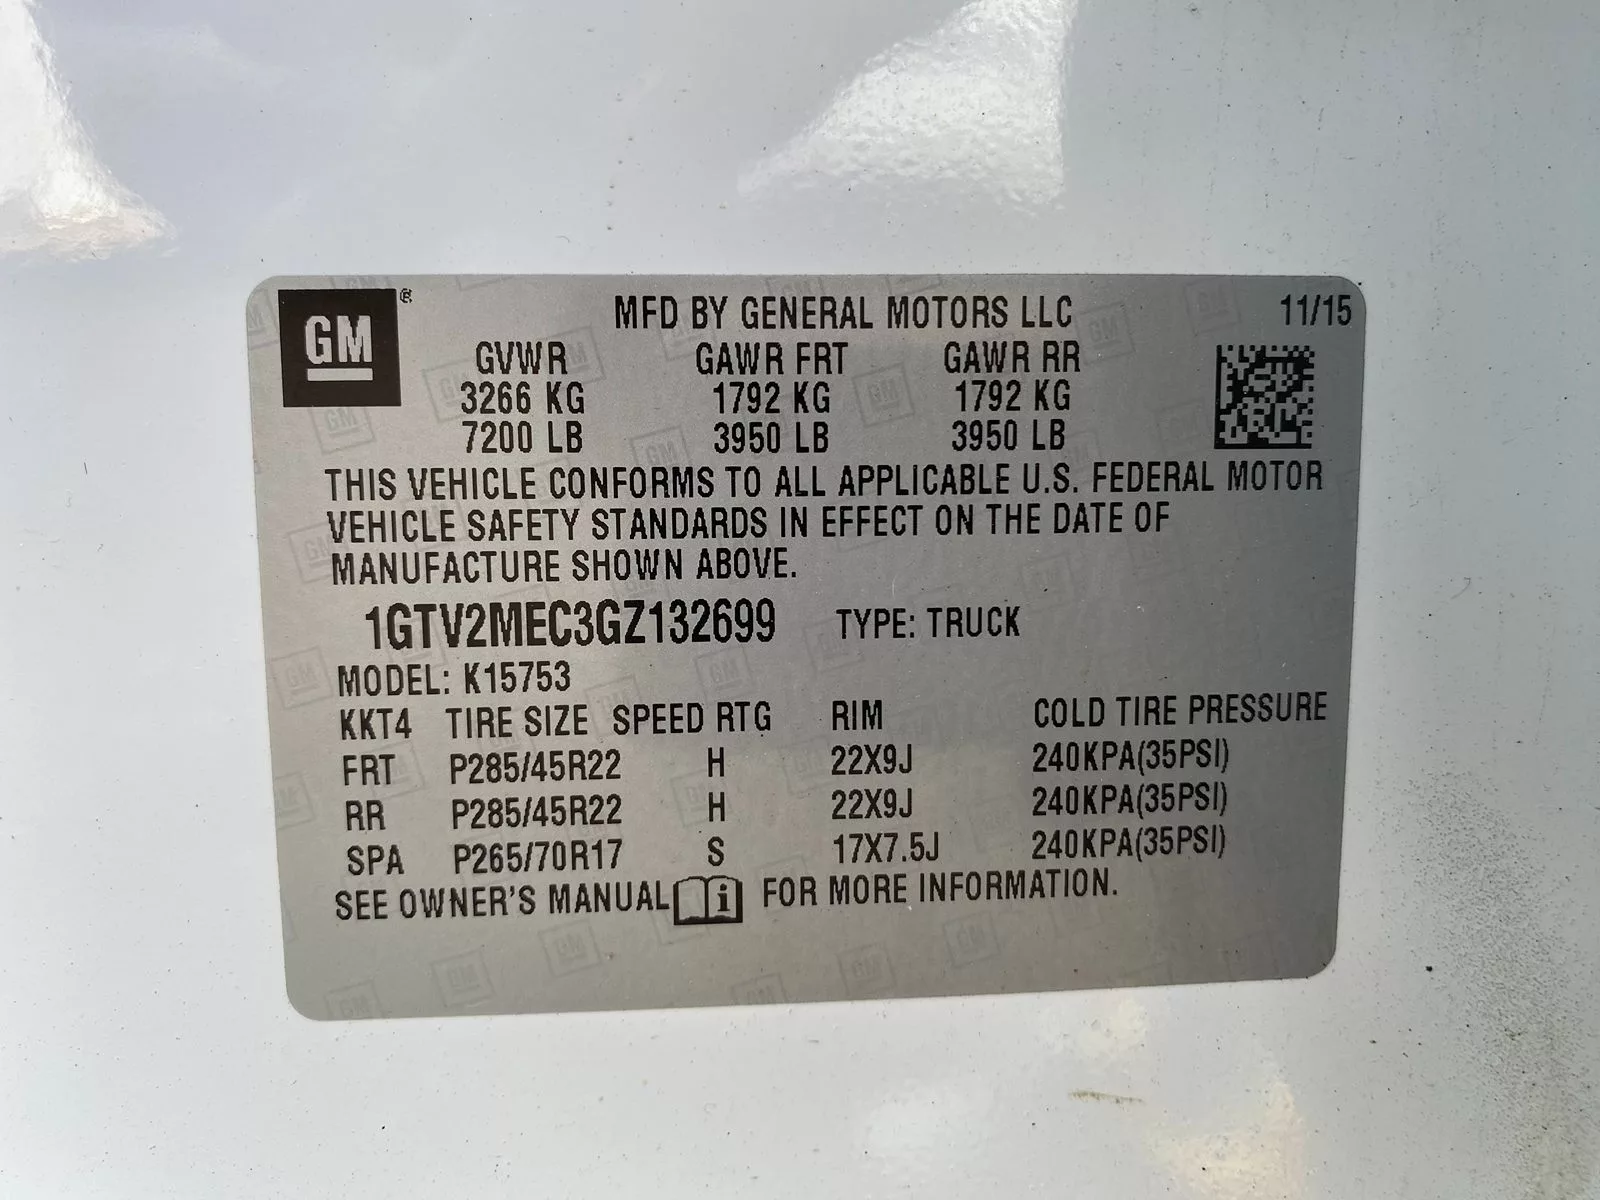 GM ® MFD BY GENERAL MOTORS LLC 11/15
GVWR GAWR FRT GAWR RR
3266 KG 1792 KG 1792 KG
7200 LB 3950 LB 3950 LB
THIS VEHICLE CONFORMS TO ALL APPLICABLE U.S. FEDERAL MOTOR
VEHICLE SAFETY STANDARDS IN EFFECT ON THE DATE OF
MANUFACTURE SHOWN ABOVE.
1GTV2MEC3GZ132699 TYPE: TRUCK
MODEL: K15753
KKT4 TIRE SIZE SPEED RTG RIM COLD TIRE PRESSURE
FRT P285/45R22 H 22X9J 240KPA(35PSI)
RR P285/45R22 H 22X9J 240KPA(35PSI)
SPA P265/70R17 S 17X7.5J 240KPA(35PSI)
SEE OWNER'S MANUAL i FOR MORE INFORMATION.